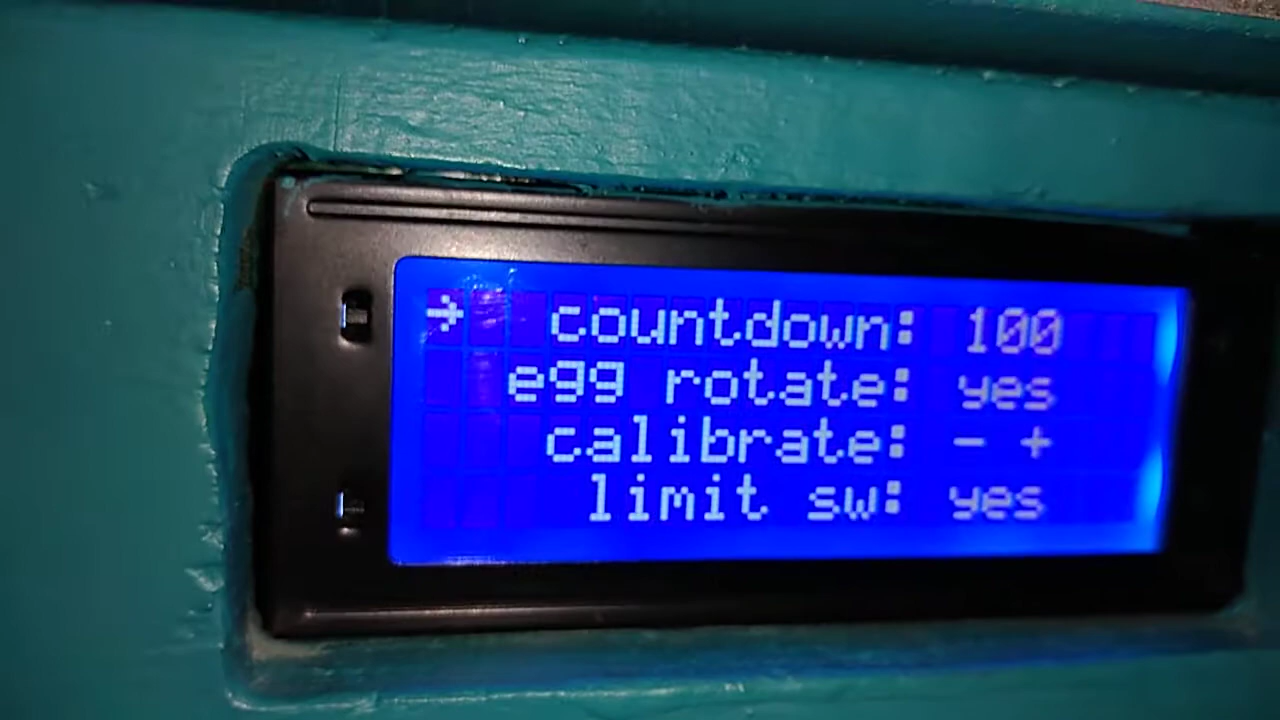 → countdown: 100
egg rotate: yes
calibrate: - +
limit sw: yes